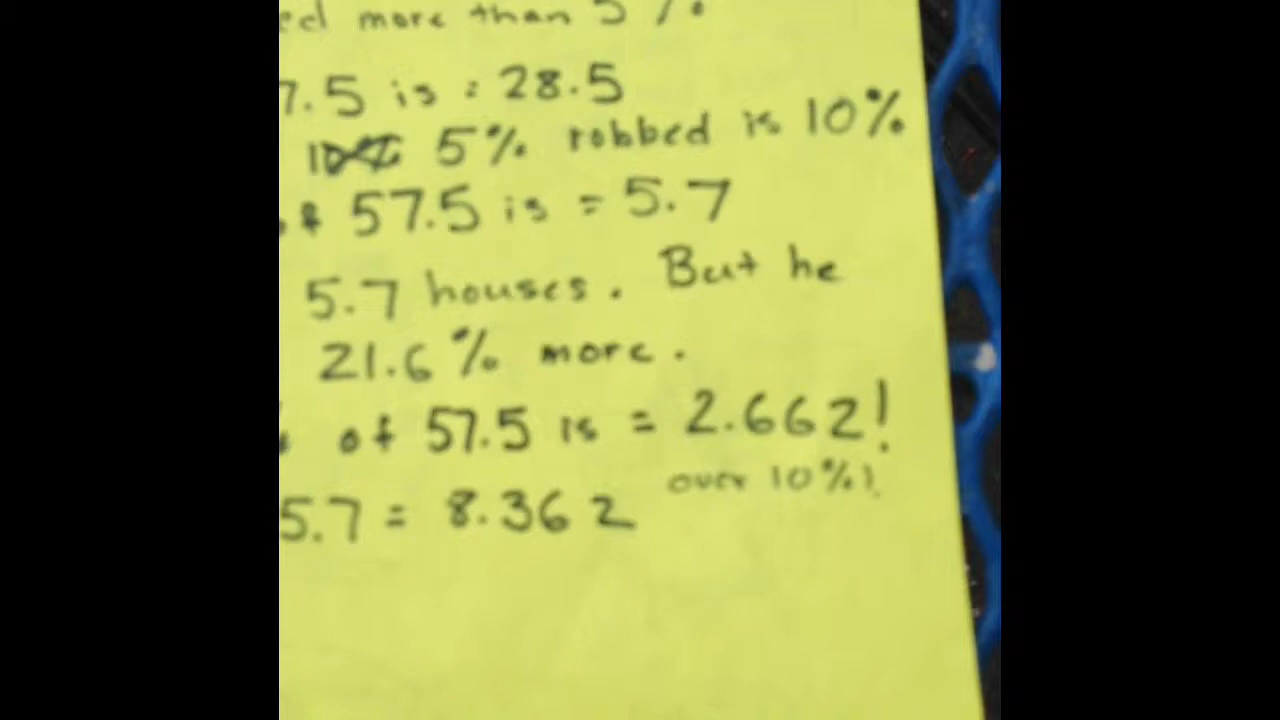 more than 5%
7.5 is : 28.5
5% robbed is 10%
of 57.5 is = 5.7
5.7 houses. But he
21.6% more.
of 57.5 is = 2.662!
over 10%!
5.7 = 8.362